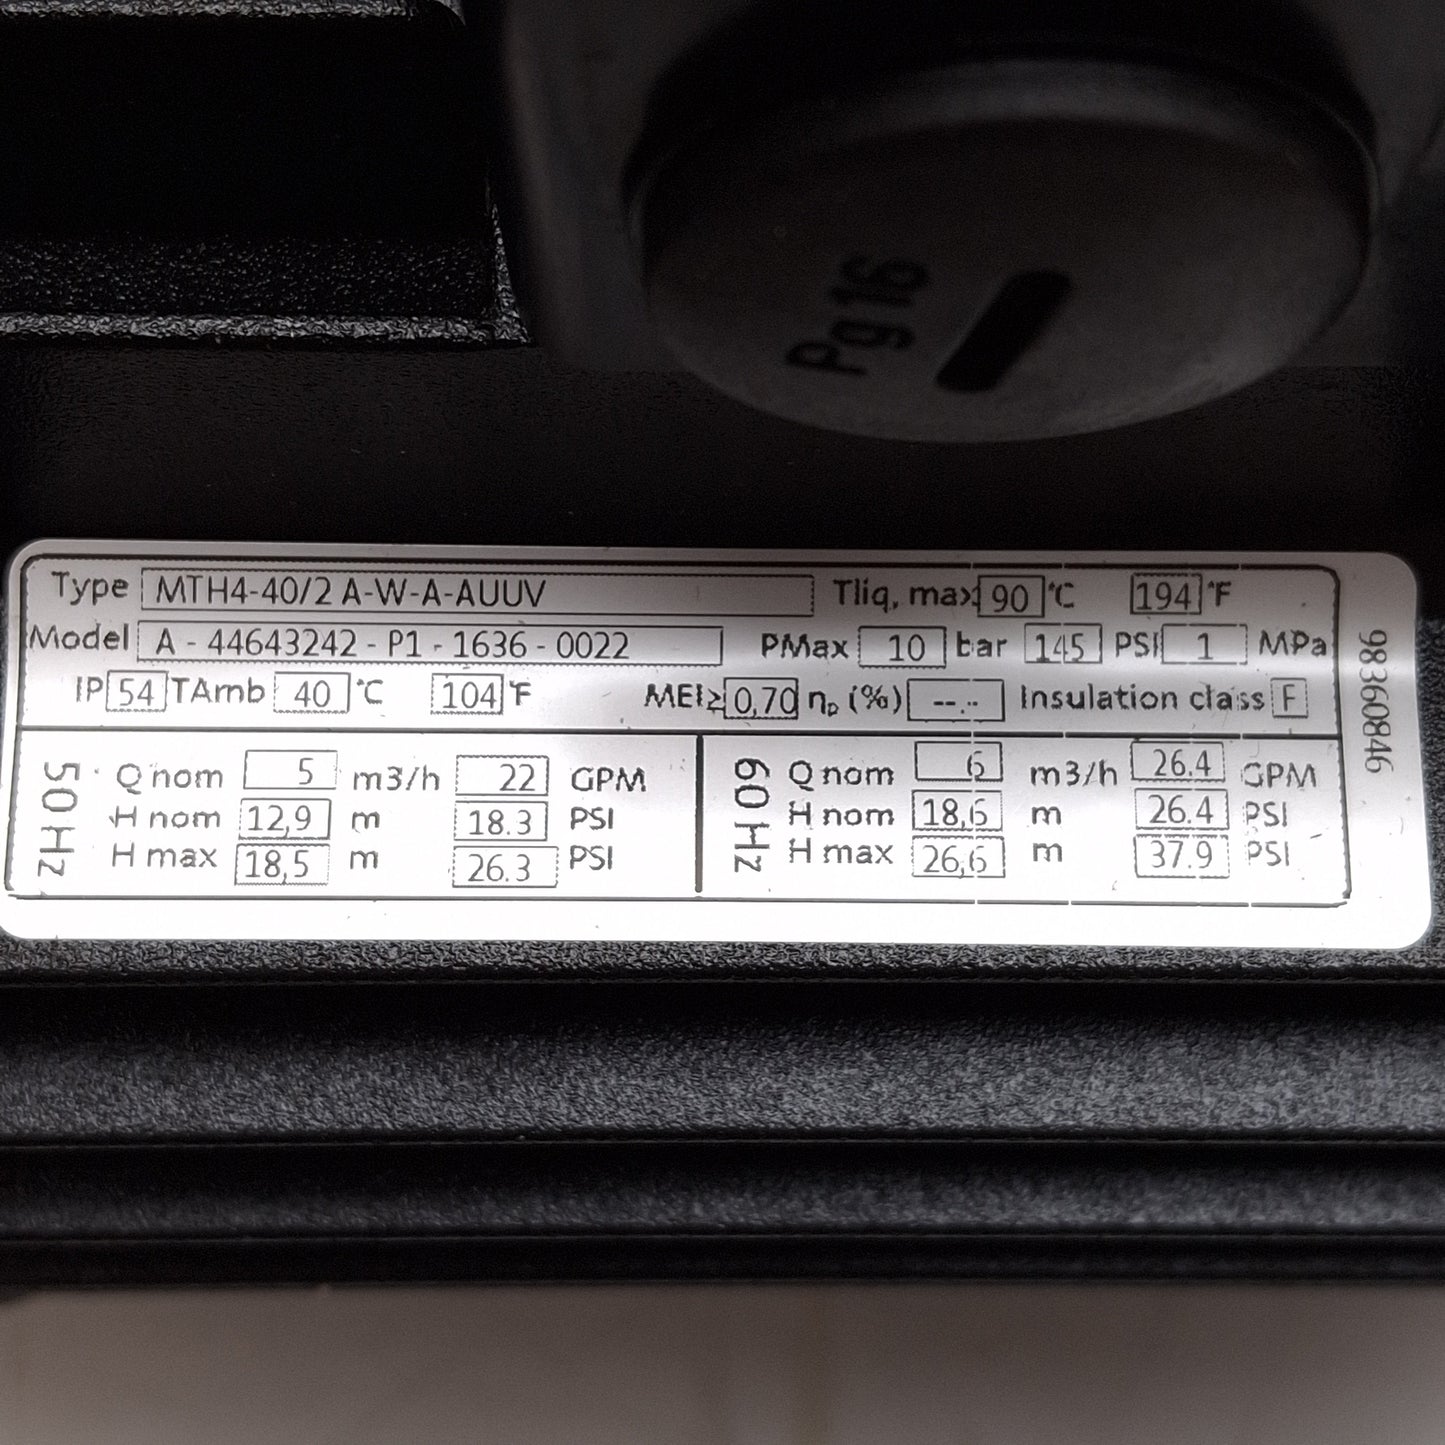 Pg 16
Type MTH4-40/2 A-W-A-AUUV Tliq, max 90 °C 194 °F
Model A - 44643242 - P1 - 1636 - 0022 PMax 10 bar 145 PSI 1 MPa
IP 54 TAmb 40 °C 104 °F MEI≥ 0,70 ηp (%) --.-- Insulation class F
98360846
50 Hz
Q nom 5 m3/h 22 GPM
H nom 12,9 m 18.3 PSI
H max 18,5 m 26.3 PSI
60 Hz
Q nom 6 m3/h 26.4 GPM
H nom 18,6 m 26.4 PSI
H max 26,6 m 37.9 PSI